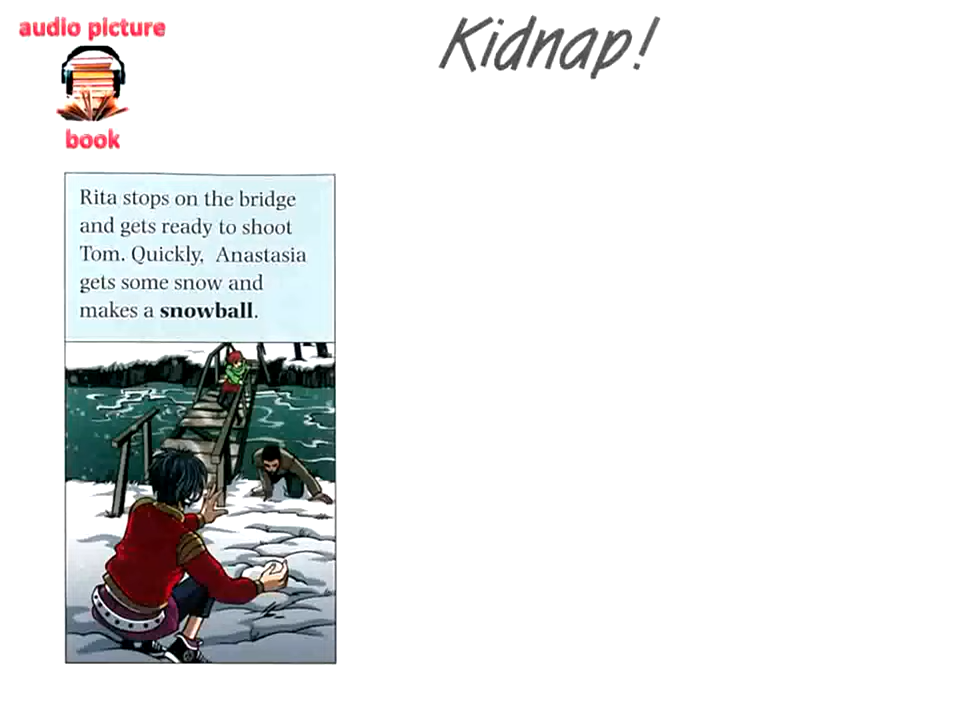 audio picture
book
Kidnap!
Rita stops on the bridge
and gets ready to shoot
Tom. Quickly, Anastasia
gets some snow and
makes a snowball.